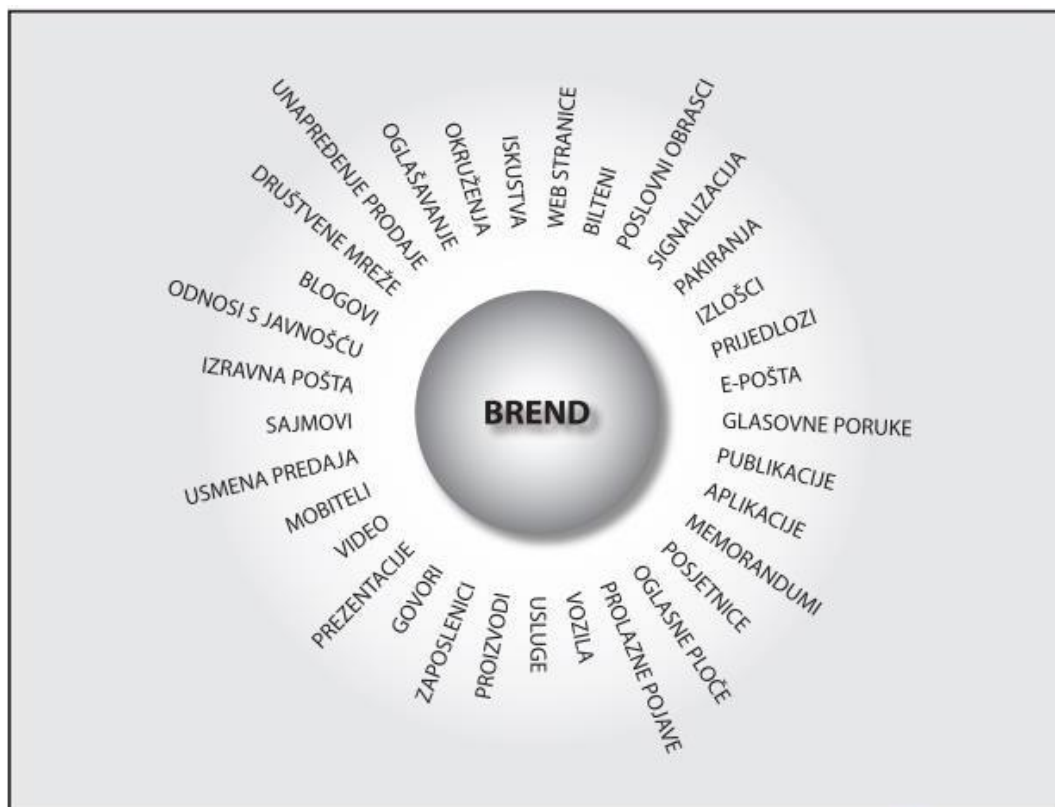 BREND
WEB STRANICE
BILTENI
POSLOVNI OBRASCI
SIGNALIZACIJA
PAKIRANJA
IZLOŠCI
PRIJEDLOZI
E-POŠTA
GLASOVNE PORUKE
PUBLIKACIJE
APLIKACIJE
MEMORANDUMI
POSJETNICE
OGLASNE PLOČE
PROLAZNE POJAVE
VOZILA
USLUGE
PROIZVODI
ZAPOSLENICI
GOVORI
PREZENTACIJE
VIDEO
MOBITELI
USMENA PREDAJA
SAJMOVI
IZRAVNA POŠTA
ODNOSI S JAVNOŠĆU
BLOGOVI
DRUŠTVENE MREŽE
UNAPREĐENJE PRODAJE
OGLAŠAVANJE
OKRUŽENJA
ISKUSTVA